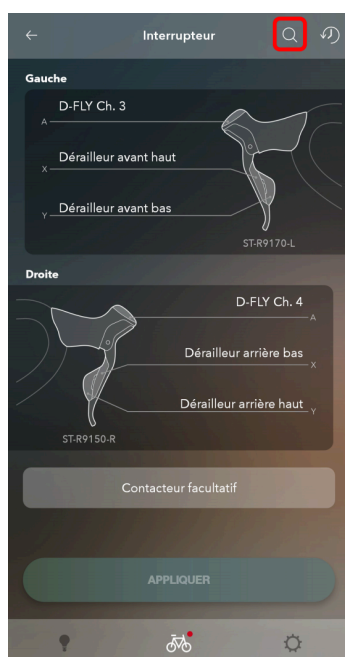 Interrupteur
Gauche
D-FLY Ch. 3
A
Dérailleur avant haut
X
Dérailleur avant bas
Y
ST-R9170-L
Droite
D-FLY Ch. 4
A
Dérailleur arrière bas
X
Dérailleur arrière haut
Y
ST-R9150-R
Contacteur facultatif
APPLIQUER